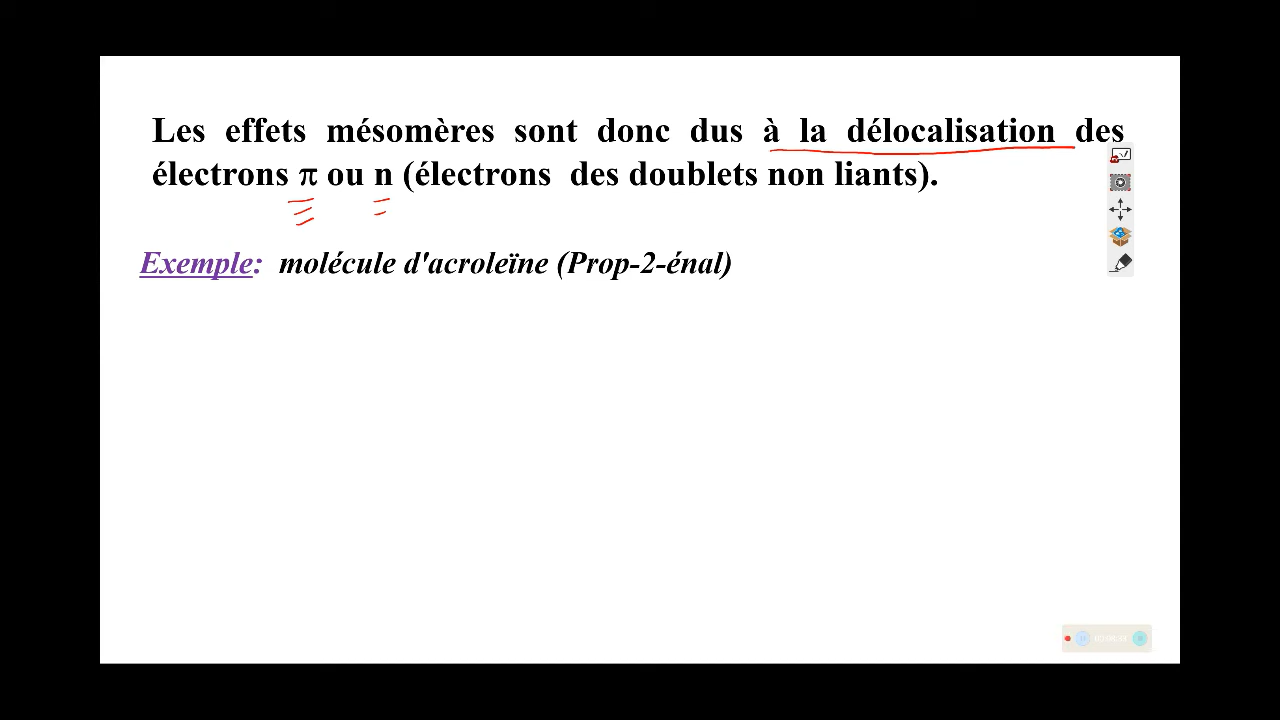 Les effets mésomères sont donc dus à la délocalisation des
électrons π ou n (électrons des doublets non liants).
Exemple: molécule d'acroleïne (Prop-2-énal)